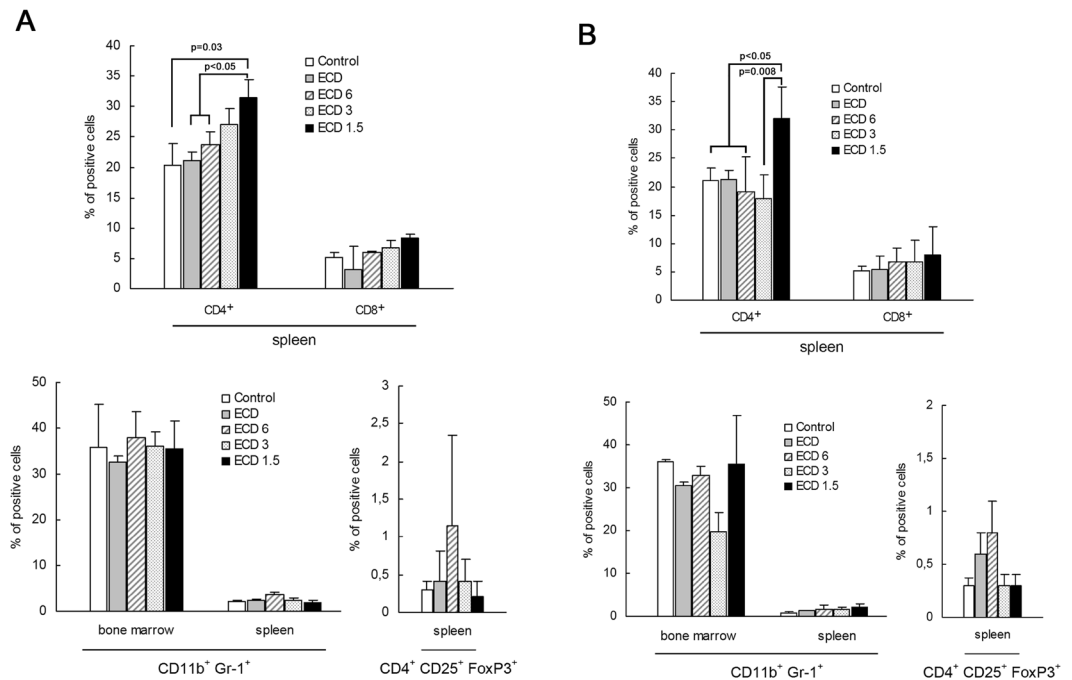 A
p=0.03
p<0.05
Control
ECD
ECD 6
ECD 3
ECD 1.5
% of positive cells
40
35
30
25
20
15
10
5
0
CD4+
CD8+
spleen
B
p<0.05
p=0.008
Control
ECD
ECD 6
ECD 3
ECD 1.5
% of positive cells
40
35
30
25
20
15
10
5
0
CD4+
CD8+
spleen
Control
ECD
ECD 6
ECD 3
ECD 1.5
% of positive cells
50
40
30
20
10
0
bone marrow
spleen
CD11b+ Gr-1+
% of positive cells
3
2,5
2
1,5
1
0,5
0
spleen
CD4+ CD25+ FoxP3+
Control
ECD
ECD 6
ECD 3
ECD 1.5
% of positive cells
50
40
30
20
10
0
bone marrow
spleen
CD11b+ Gr-1+
% of positive cells
2
1,5
1
0,5
0
spleen
CD4+ CD25+ FoxP3+